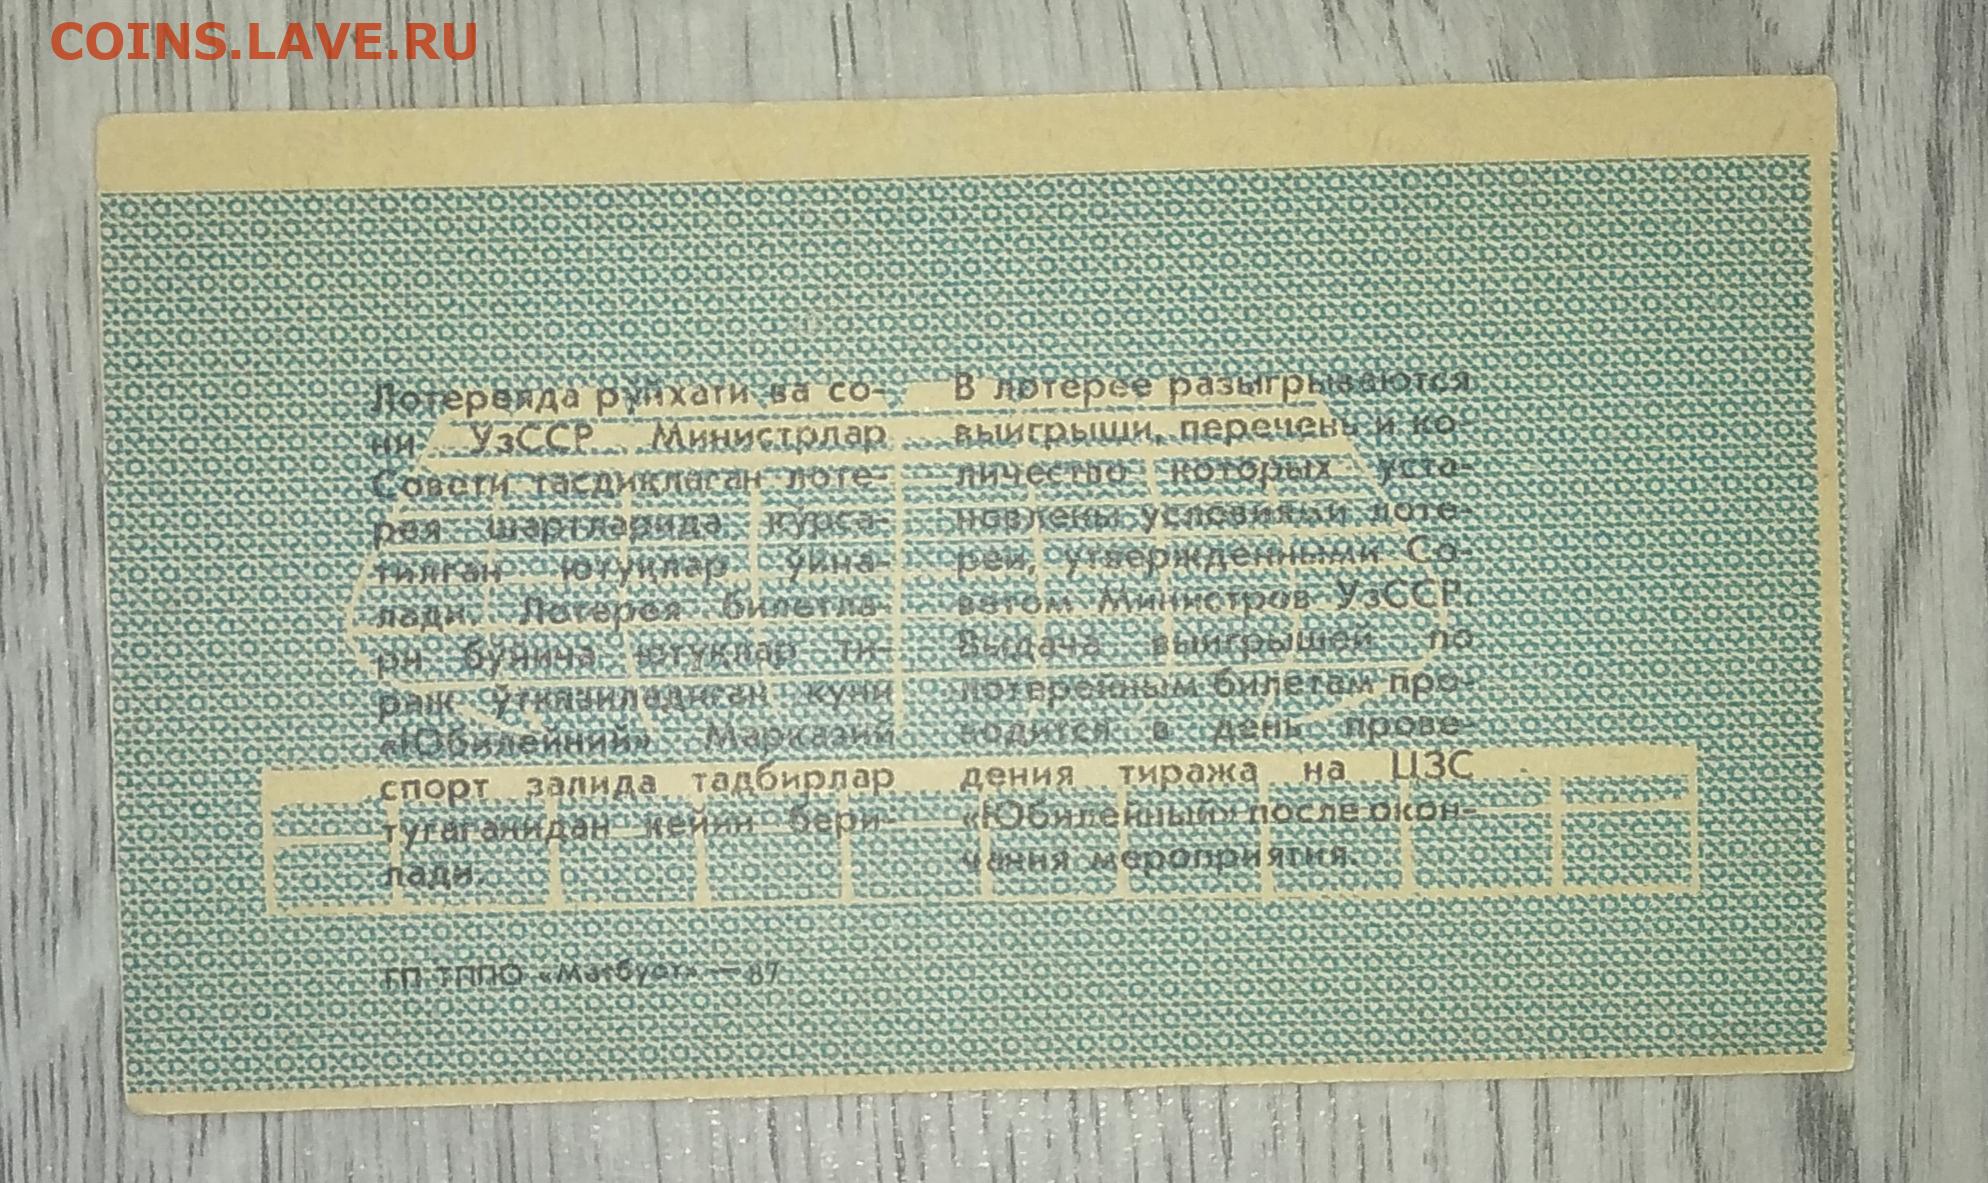 COINS.LAVE.RU
Лотереяда рўйхати ва со-
ни УзССР Министрлар
Совети тасдиқлаган лоте-
рея шартларида кўрса-
тилган ютуқлар ўйна-
лади. Лотерея билетла-
ри бўйича ютуқлар ти-
раж ўтказиладиган куни
«Юбилейний» Марказий
спорт залида тадбирлар
тугаганидан кейин бери-
лади.
В лотерее разыгрываются
выигрыши, перечень и ко-
личество которых уста-
новлены условиями лоте-
реи, утвержденными Со-
ветом Министров УзССР.
Выдача выигрышей по
лотерейным билетам про-
водится в день прове-
дения тиража на ЦЗС
«Юбилейный» после окон-
чания мероприятия.
ГП ТППО «Матбуот» — 87